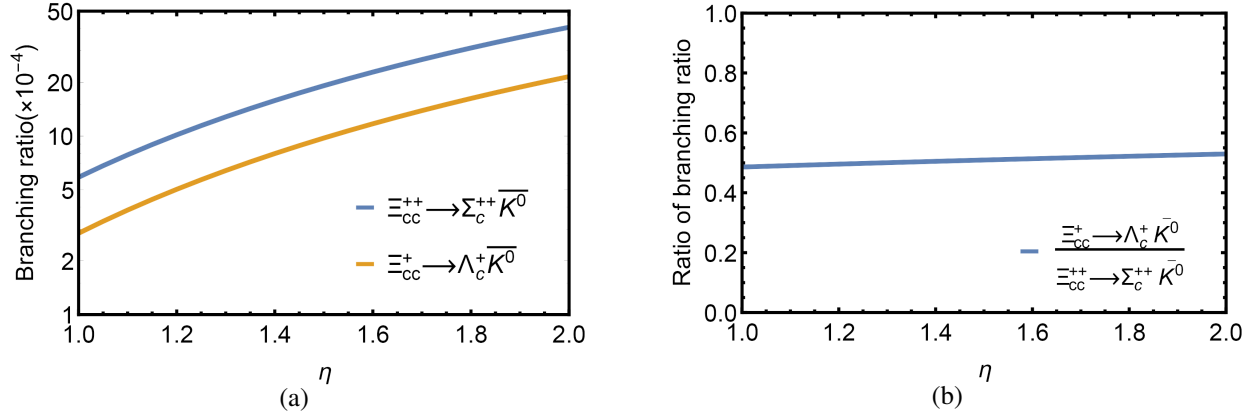 Branching ratio(×10⁻⁴)
50
20
10
5
2
1
Ξcc⁺⁺ ⟶ Σc⁺⁺ K̅⁰
Ξcc⁺ ⟶ Λc⁺ K̅⁰
1.0 1.2 1.4 1.6 1.8 2.0
η
(a)
Ratio of branching ratio
1.0
0.8
0.6
0.4
0.2
0.0
Ξcc⁺ ⟶ Λc⁺ K̄⁰
Ξcc⁺⁺ ⟶ Σc⁺⁺ K̄⁰
1.0 1.2 1.4 1.6 1.8 2.0
η
(b)